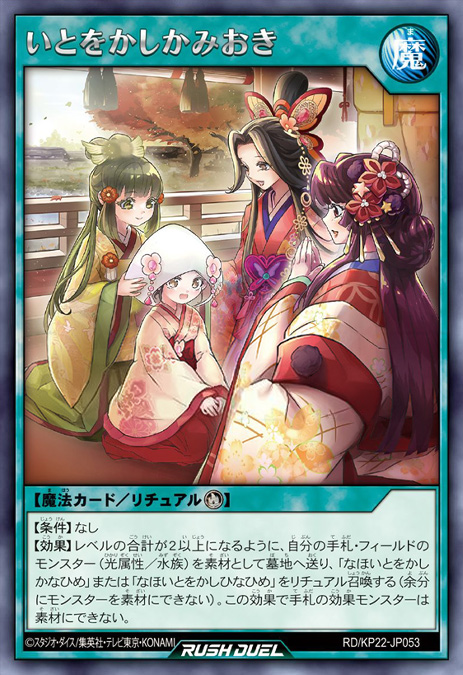 いとをかしかみおき
ま
魔
【魔法カード／リチュアル】
【条件】なし
【効果】レベルの合計が２以上になるように、自分の手札・フィールドの
モンスター（光属性／水族）を素材として墓地へ送り、「なほいとをかし
かなひめ」または「なほいとをかしひなひめ」をリチュアル召喚する（余分
にモンスターを素材にできない）。この効果で手札の効果モンスターは
素材にできない。
©スタジオ・ダイス/集英社・テレビ東京・KONAMI
RUSH DUEL
RD/KP22-JP053